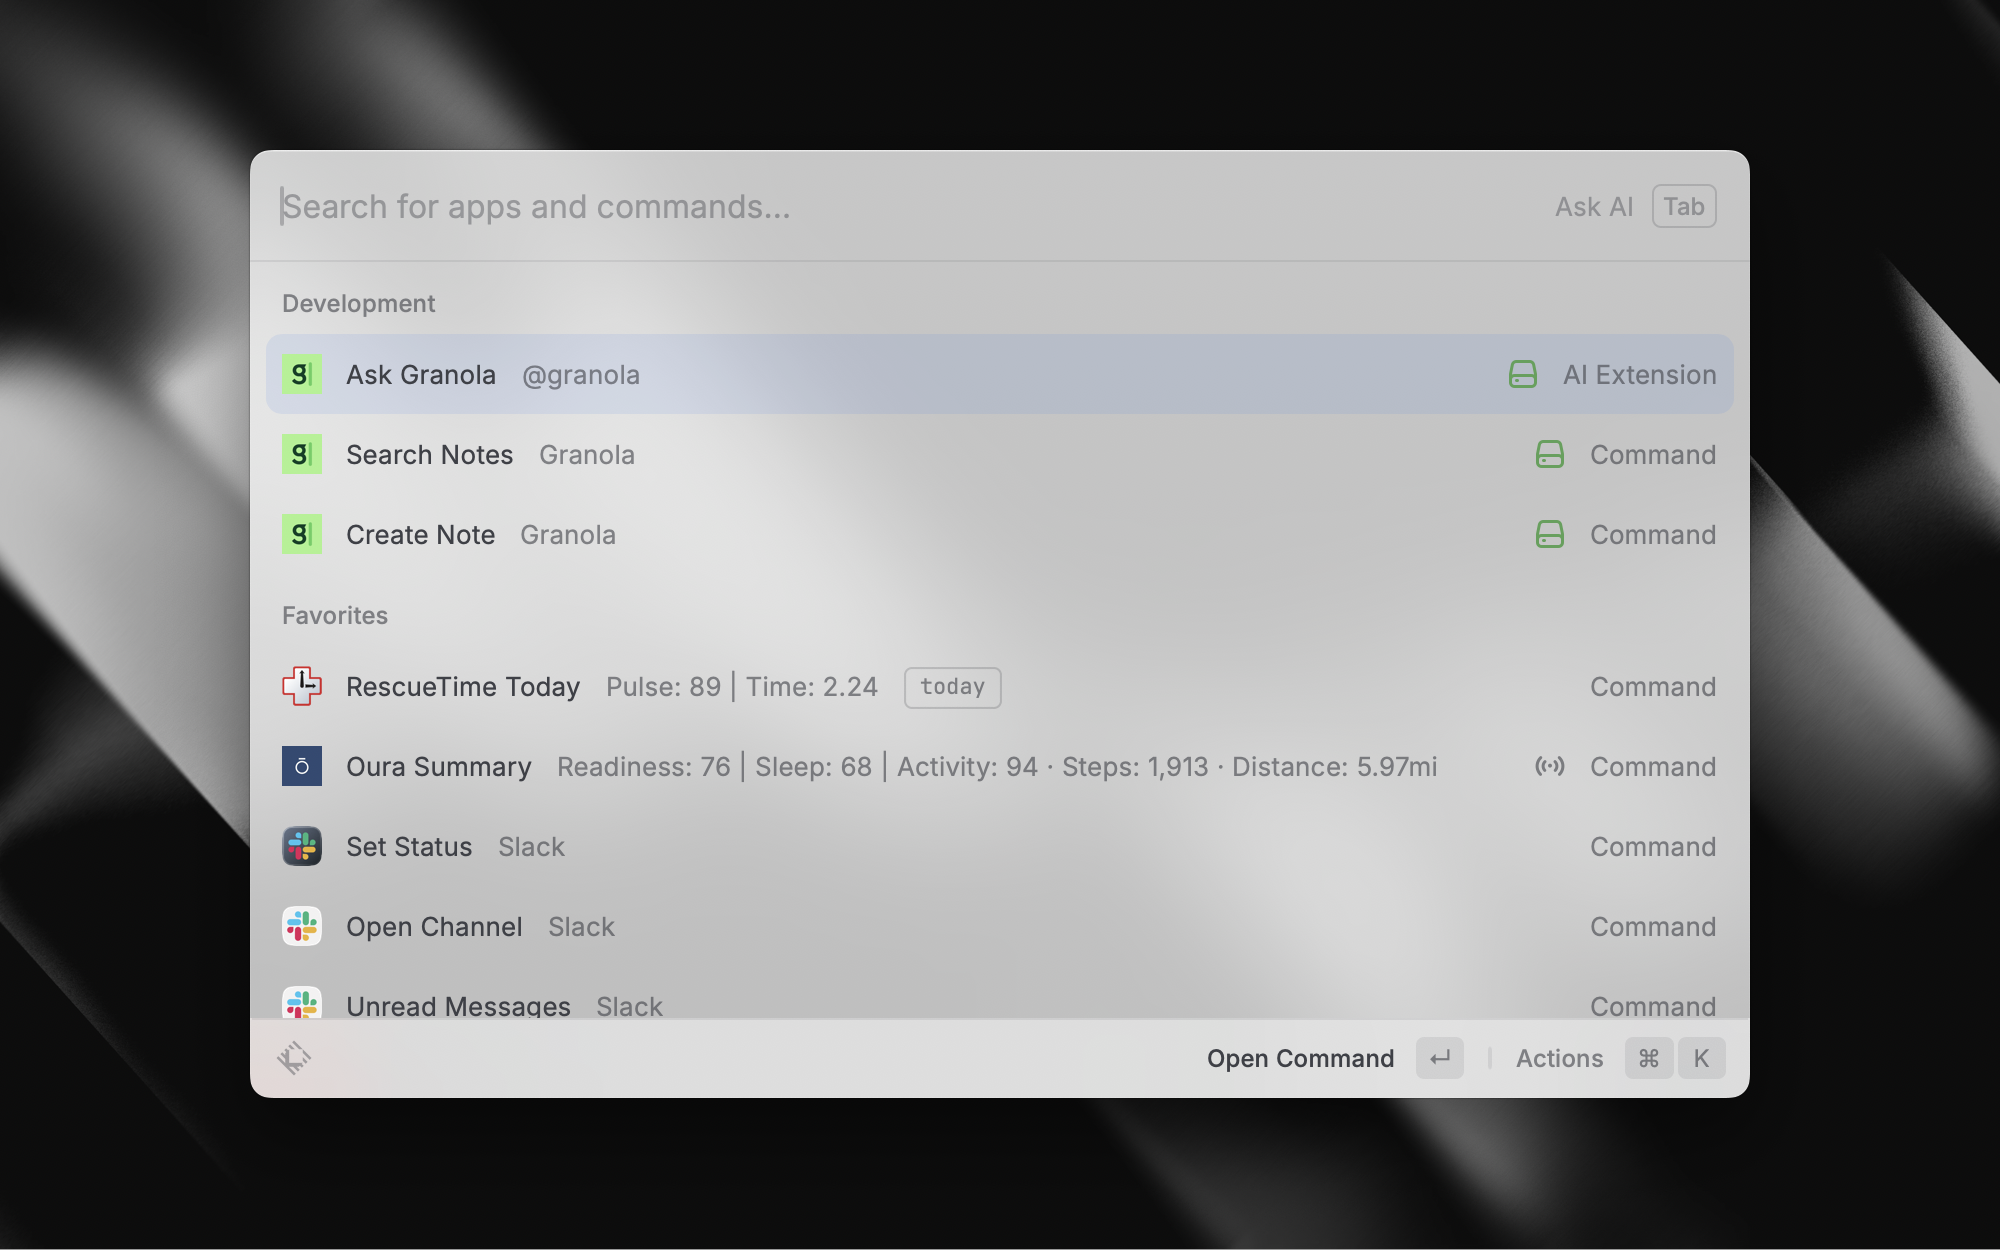 Search for apps and commands...
Ask AI Tab
Development
Ask Granola @granola AI Extension
Search Notes Granola Command
Create Note Granola Command
Favorites
RescueTime Today Pulse: 89 | Time: 2.24 today Command
Oura Summary Readiness: 76 | Sleep: 68 | Activity: 94 · Steps: 1,913 · Distance: 5.97mi Command
Set Status Slack Command
Open Channel Slack Command
Unread Messages Slack Command
Open Command ↵ Actions ⌘ K